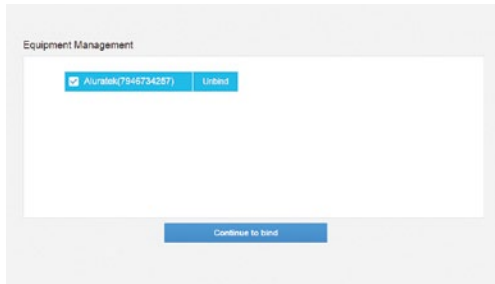 Equipment Management
Aluratek(7946734257) Unbind
Continue to bind